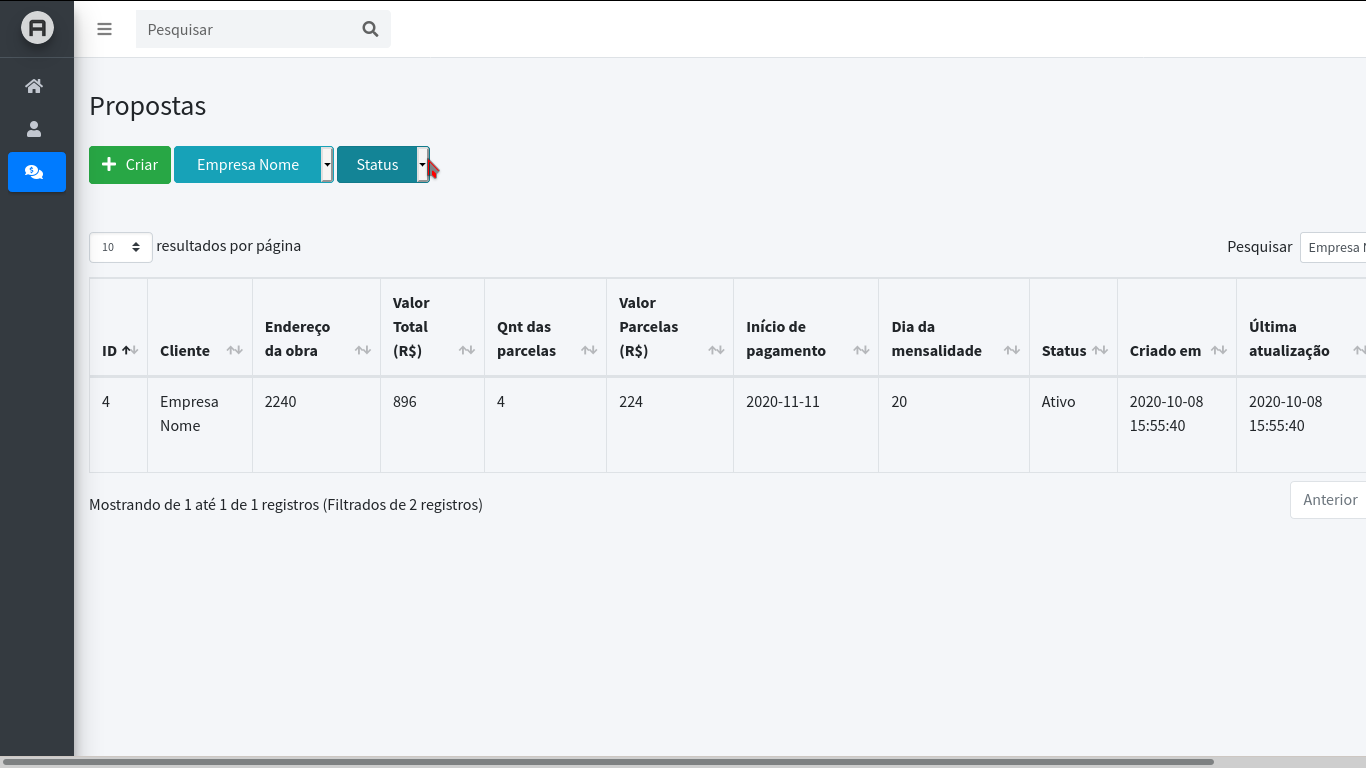 A
Pesquisar
Propostas
Criar
Empresa Nome
Status
10
resultados por página
Pesquisar
Empresa N
ID
Cliente
Endereço
da obra
Valor
Total
(R$)
Qnt das
parcelas
Valor
Parcelas
(R$)
Início de
pagamento
Dia da
mensalidade
Status
Criado em
Última
atualização
4
Empresa
Nome
2240
896
4
224
2020-11-11
20
Ativo
2020-10-08
15:55:40
2020-10-08
15:55:40
Mostrando de 1 até 1 de 1 registros (Filtrados de 2 registros)
Anterior